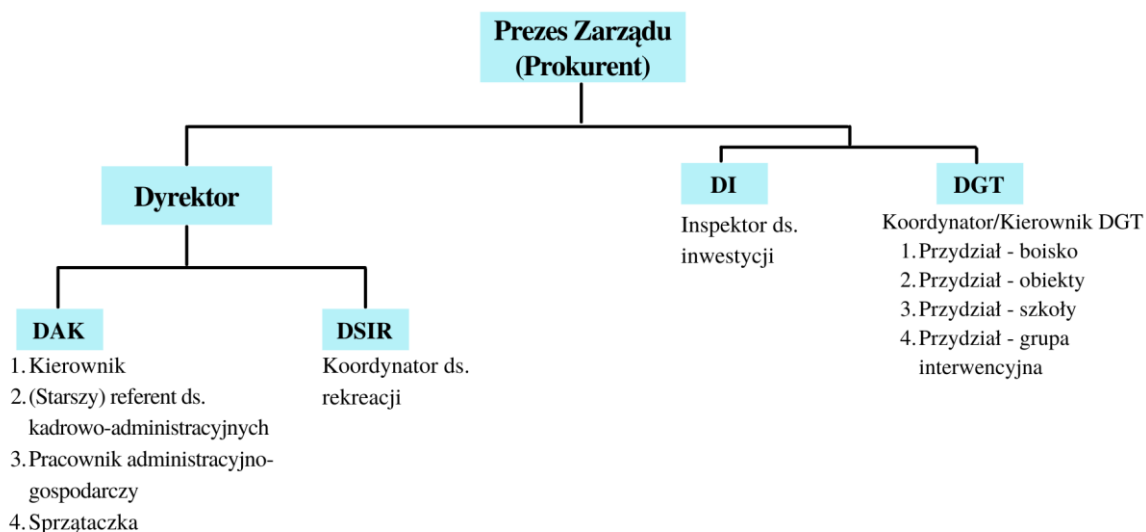 Prezes Zarządu
(Prokurent)
Dyrektor
DI
Inspektor ds.
inwestycji
DGT
Koordynator/Kierownik DGT
1. Przydział - boisko
2. Przydział - obiekty
3. Przydział - szkoły
4. Przydział - grupa
interwencyjna
DAK
1. Kierownik
2. (Starszy) referent ds.
kadrowo-administracyjnych
3. Pracownik administracyjno-
gospodarczy
4. Sprzątaczka
DSIR
Koordynator ds.
rekreacji